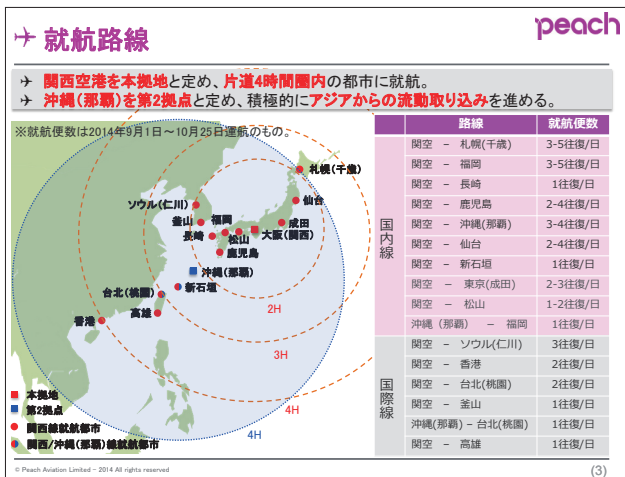 就航路線
peach
関西空港を本拠地と定め、片道4時間圏内の都市に就航。
沖縄(那覇)を第2拠点と定め、積極的にアジアからの流動取り込みを進める。
※就航便数は2014年9月1日～10月25日運航のもの。
札幌(千歳)
仙台
ソウル(仁川)
釜山
福岡
成田
長崎
松山
大阪(関西)
鹿児島
沖縄(那覇)
台北(桃園)
新石垣
香港
高雄
2H
3H
4H
4H
本拠地
第2拠点
関西線就航都市
関西/沖縄(那覇)線就航都市
路線 就航便数
国内線
関空 － 札幌(千歳) 3-5往復/日
関空 － 福岡 3-5往復/日
関空 － 長崎 1往復/日
関空 － 鹿児島 2-4往復/日
関空 － 沖縄(那覇) 3-4往復/日
関空 － 仙台 2-4往復/日
関空 － 新石垣 1往復/日
関空 － 東京(成田) 2-3往復/日
関空 － 松山 1-2往復/日
沖縄（那覇） － 福岡 1往復/日
国際線
関空 － ソウル(仁川) 3往復/日
関空 － 香港 2往復/日
関空 － 台北(桃園) 2往復/日
関空 － 釜山 1往復/日
沖縄(那覇) – 台北(桃園) 1往復/日
関空 － 高雄 1往復/日
© Peach Aviation Limited – 2014 All rights reserved
(3)